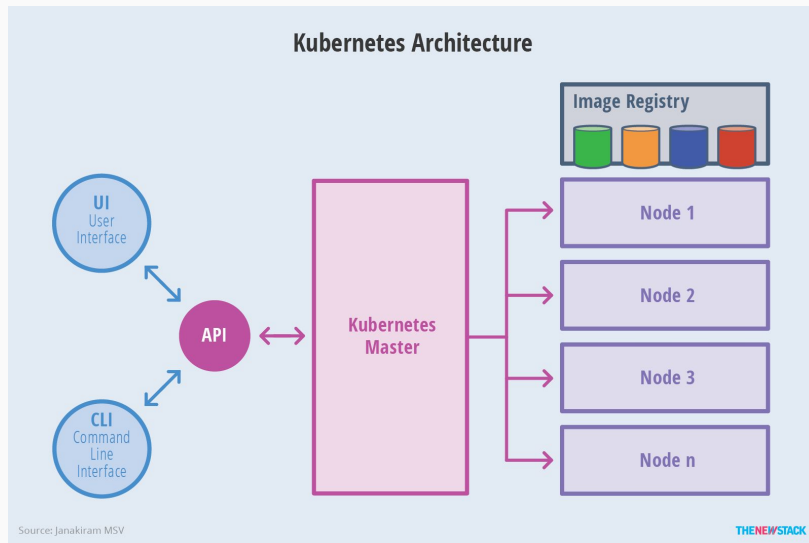 Kubernetes Architecture
Image Registry
UI
User
Interface
Node 1
Node 2
API
Kubernetes
Master
Node 3
CLI
Command
Line
Interface
Node n
Source: Janakiram MSV
THENEWSTACK